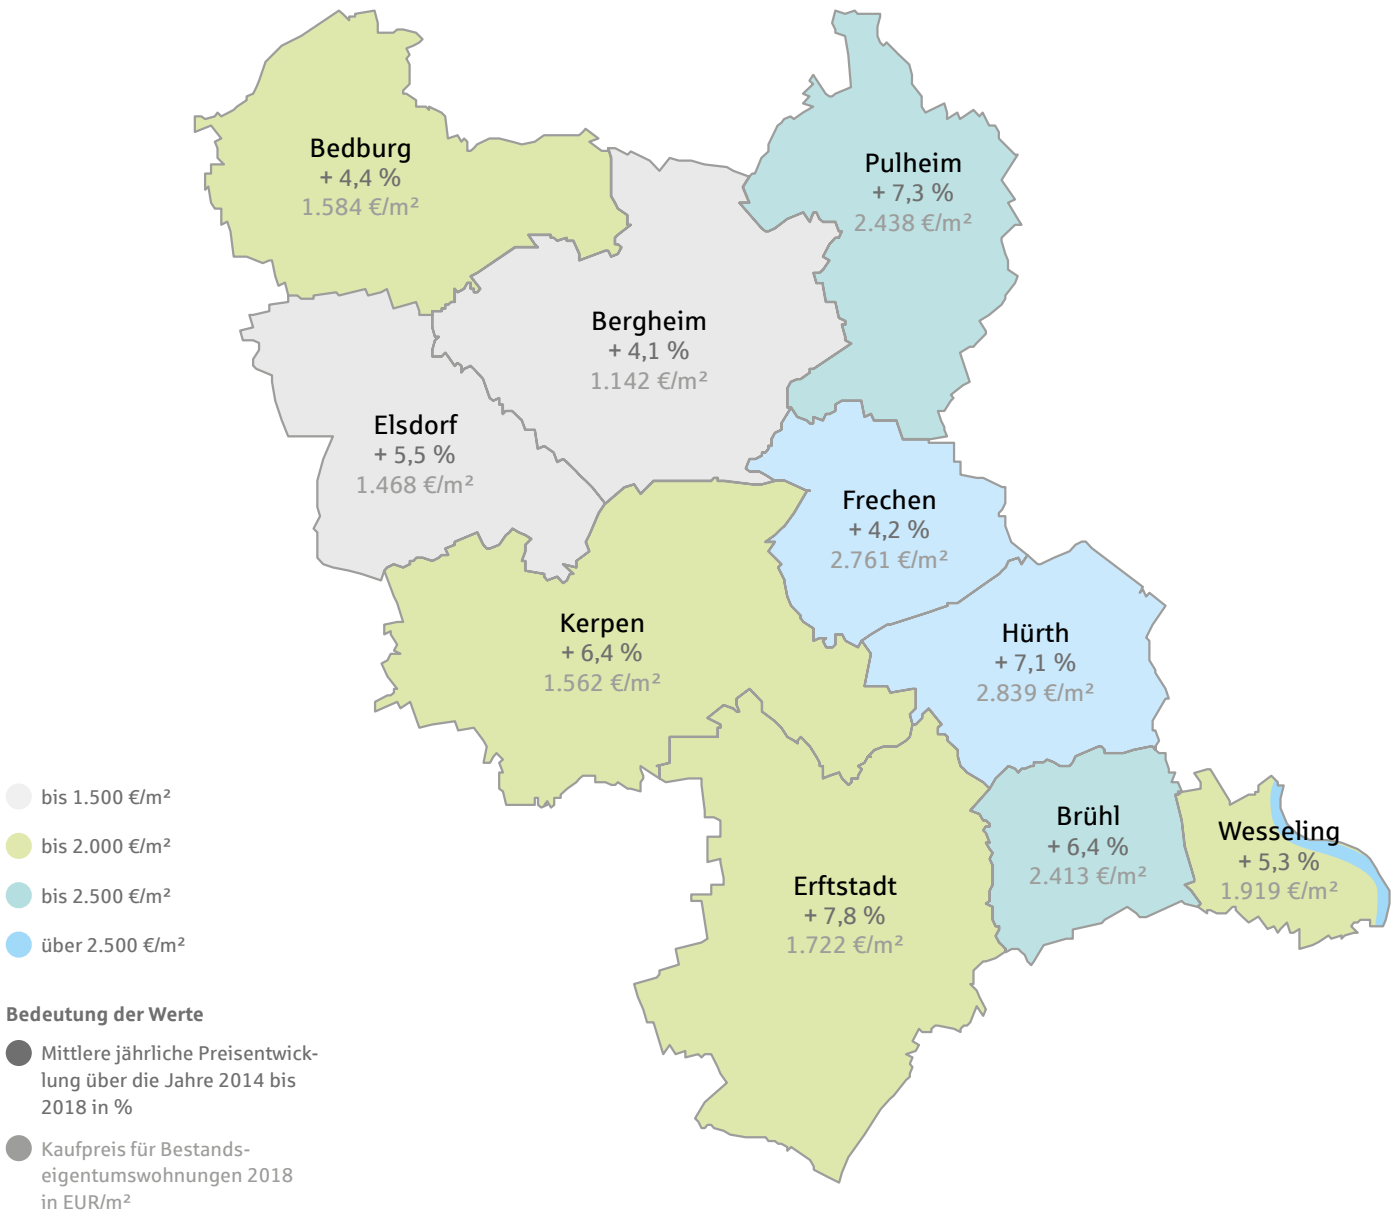 Bedburg
+ 4,4 %
1.584 €/m²
Pulheim
+ 7,3 %
2.438 €/m²
Bergheim
+ 4,1 %
1.142 €/m²
Elsdorf
+ 5,5 %
1.468 €/m²
Frechen
+ 4,2 %
2.761 €/m²
Kerpen
+ 6,4 %
1.562 €/m²
Hürth
+ 7,1 %
2.839 €/m²
Brühl
+ 6,4 %
2.413 €/m²
Wesseling
+ 5,3 %
1.919 €/m²
Erftstadt
+ 7,8 %
1.722 €/m²
bis 1.500 €/m²
bis 2.000 €/m²
bis 2.500 €/m²
über 2.500 €/m²
Bedeutung der Werte
Mittlere jährliche Preisentwick-
lung über die Jahre 2014 bis
2018 in %
Kaufpreis für Bestands-
eigentumswohnungen 2018
in EUR/m²